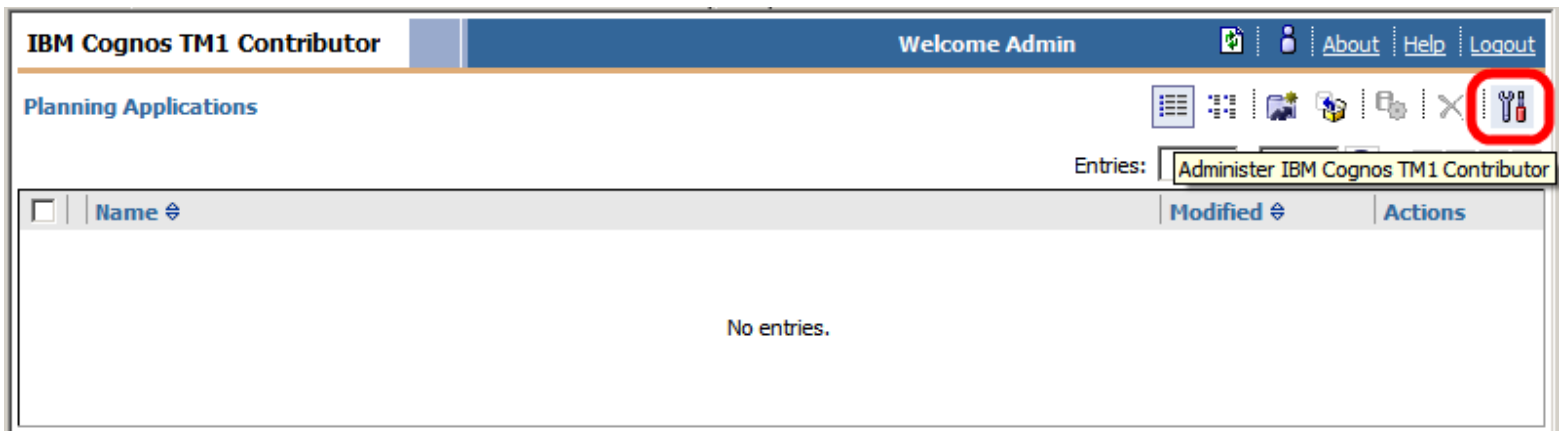 IBM Cognos TM1 Contributor Welcome Admin About Help Logout
Planning Applications
Entries:
Administer IBM Cognos TM1 Contributor
Name Modified Actions
No entries.